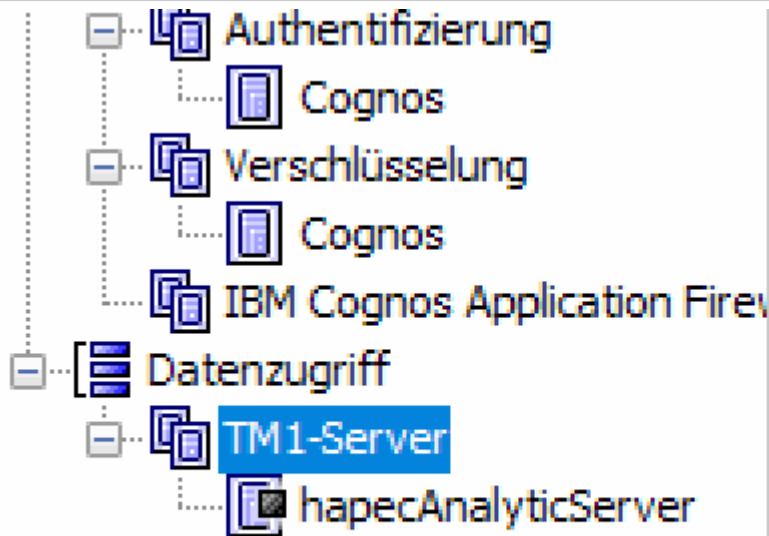 Authentifizierung
Cognos
Verschlüsselung
Cognos
IBM Cognos Application
Datenzugriff
TM1-Server
hapecAnalyticServer